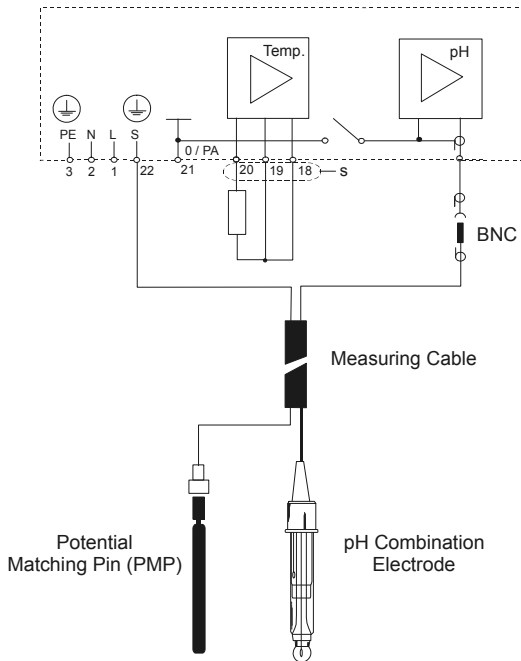 Temp.
pH
PE N L S
0 / PA
3 2 1 22 21 20 19 18 S
BNC
Measuring Cable
Potential
Matching Pin (PMP)
pH Combination
Electrode